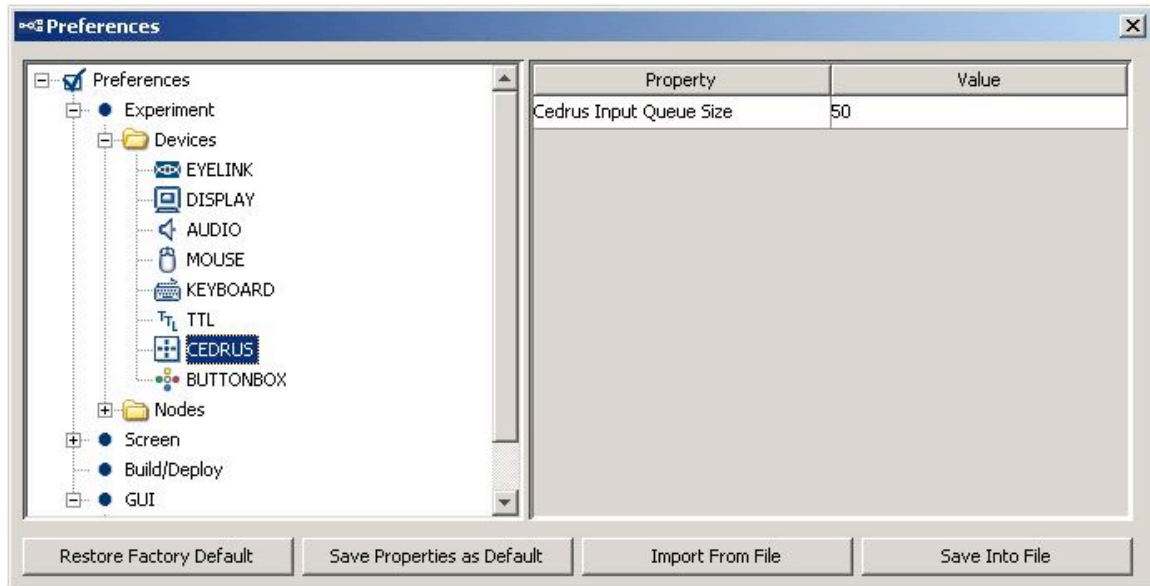 Preferences
Preferences
Experiment
Devices
EYELINK
DISPLAY
AUDIO
MOUSE
KEYBOARD
TTL TTL
CEDRUS
BUTTONBOX
Nodes
Screen
Build/Deploy
GUI
Property Value
Cedrus Input Queue Size 50
Restore Factory Default Save Properties as Default Import From File Save Into File